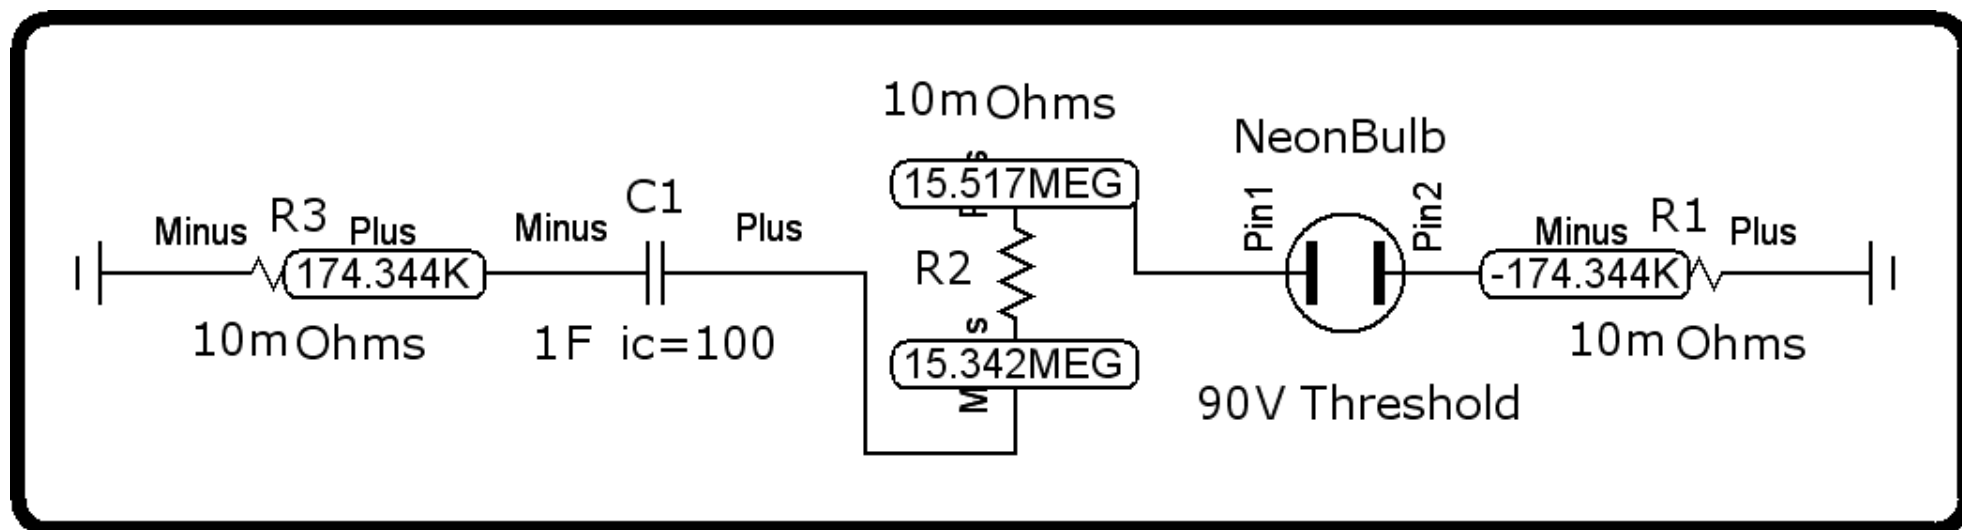 10m Ohms
NeonBulb
15.517MEG
Pin1
Pin2
C1
R3
R1
Minus
Plus
Minus
Plus
Minus
Plus
R2
174.344K
-174.344K
10m Ohms
1F ic=100
10m Ohms
15.342MEG
90V Threshold